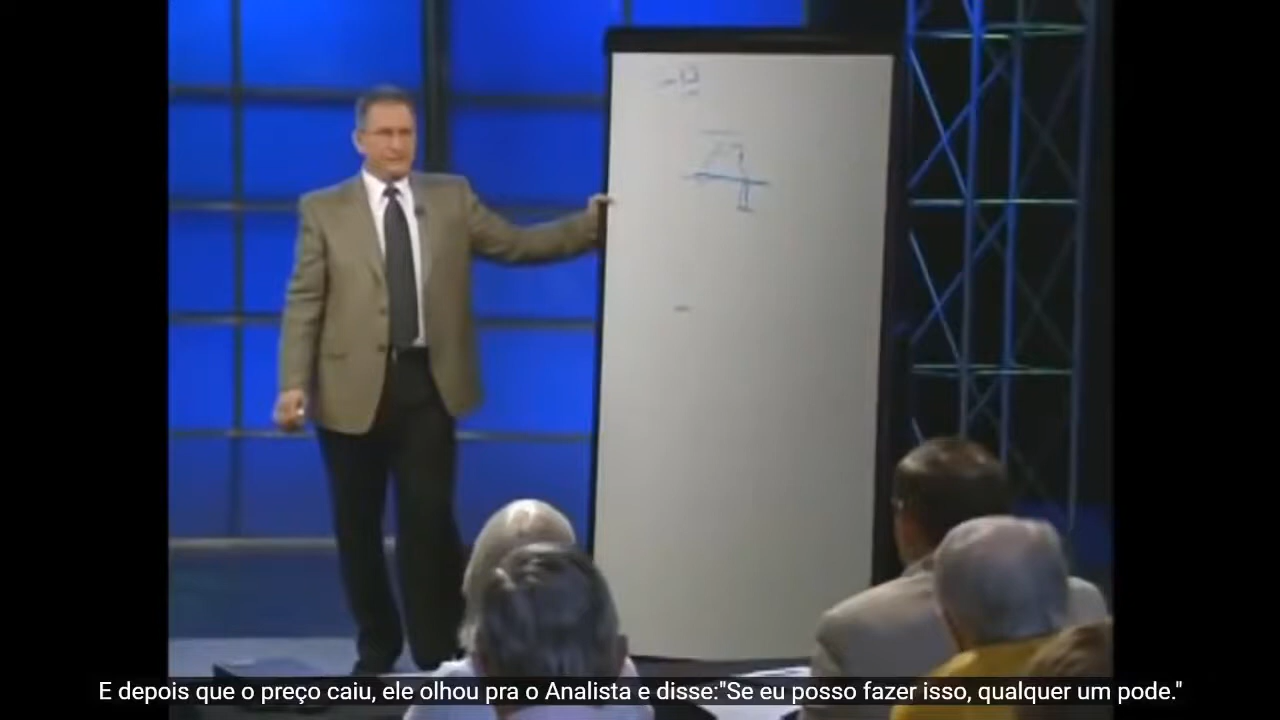 E depois que o preço caiu, ele olhou pra o Analista e disse:"Se eu posso fazer isso, qualquer um pode."